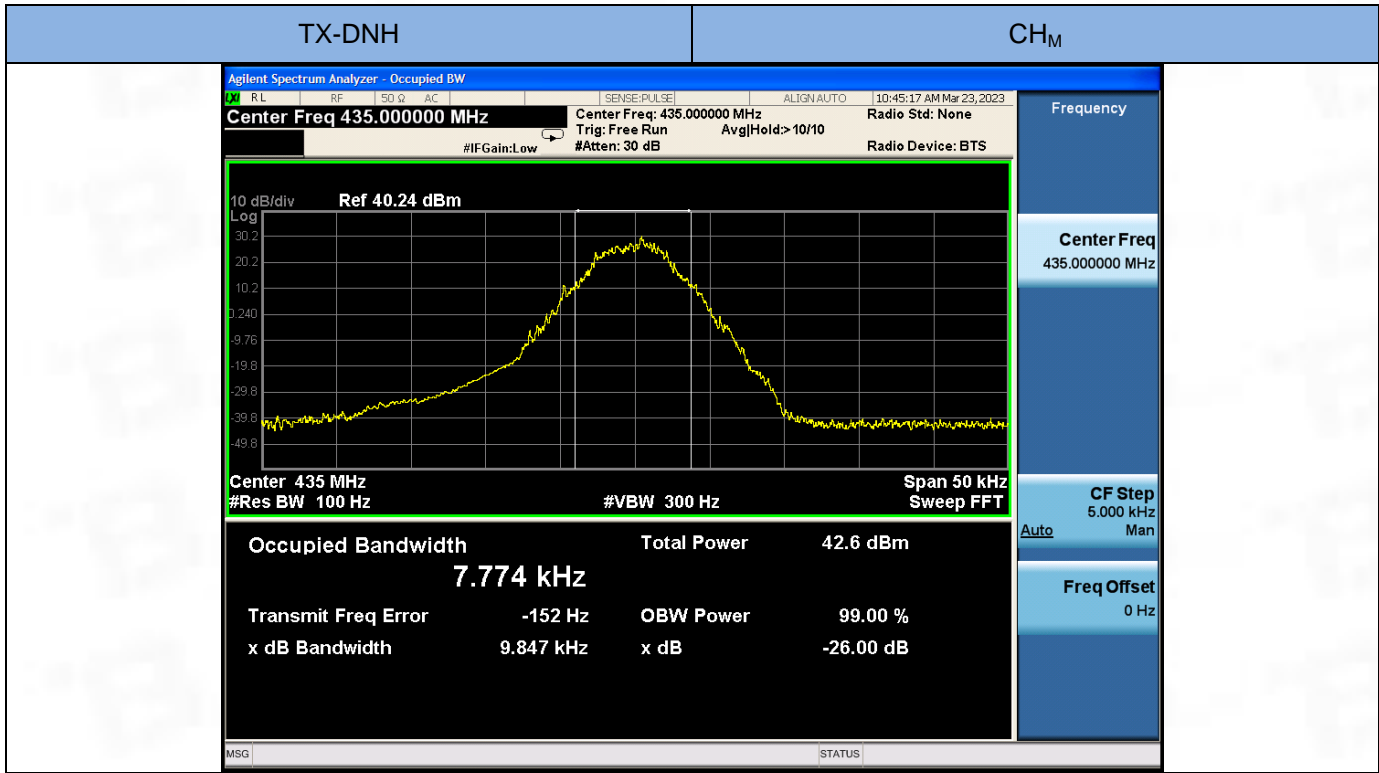 TX-DNH CHM
Agilent Spectrum Analyzer - Occupied BW
LXI RL RF 50 Ω AC SENSE:PULSE ALIGN AUTO 10:45:17 AM Mar 23, 2023
Center Freq 435.000000 MHz Center Freq: 435.000000 MHz Radio Std: None
Trig: Free Run Avg|Hold:> 10/10
#IFGain:Low #Atten: 30 dB Radio Device: BTS
Frequency
10 dB/div Ref 40.24 dBm
Log
30.2
20.2
10.2
0.240
-9.76
-19.8
-29.8
-39.8
-49.8
Center 435 MHz Span 50 kHz
#Res BW 100 Hz #VBW 300 Hz Sweep FFT
Occupied Bandwidth Total Power 42.6 dBm
7.774 kHz
Transmit Freq Error -152 Hz OBW Power 99.00 %
x dB Bandwidth 9.847 kHz x dB -26.00 dB
Center Freq
435.000000 MHz
CF Step
5.000 kHz
Auto Man
Freq Offset
0 Hz
MSG STATUS